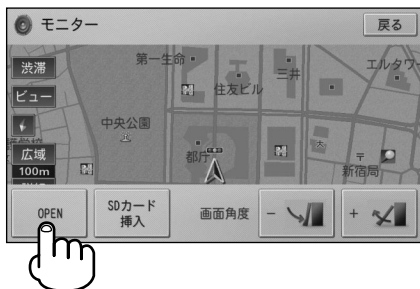 モニター
戻る
渋滞
第一生命
三井
エルタワー
ビュー
住友ビル
中央公園
広域
都庁
〒
大
100m
新宿局
OPEN
SDカード
挿入
画面角度
-
+